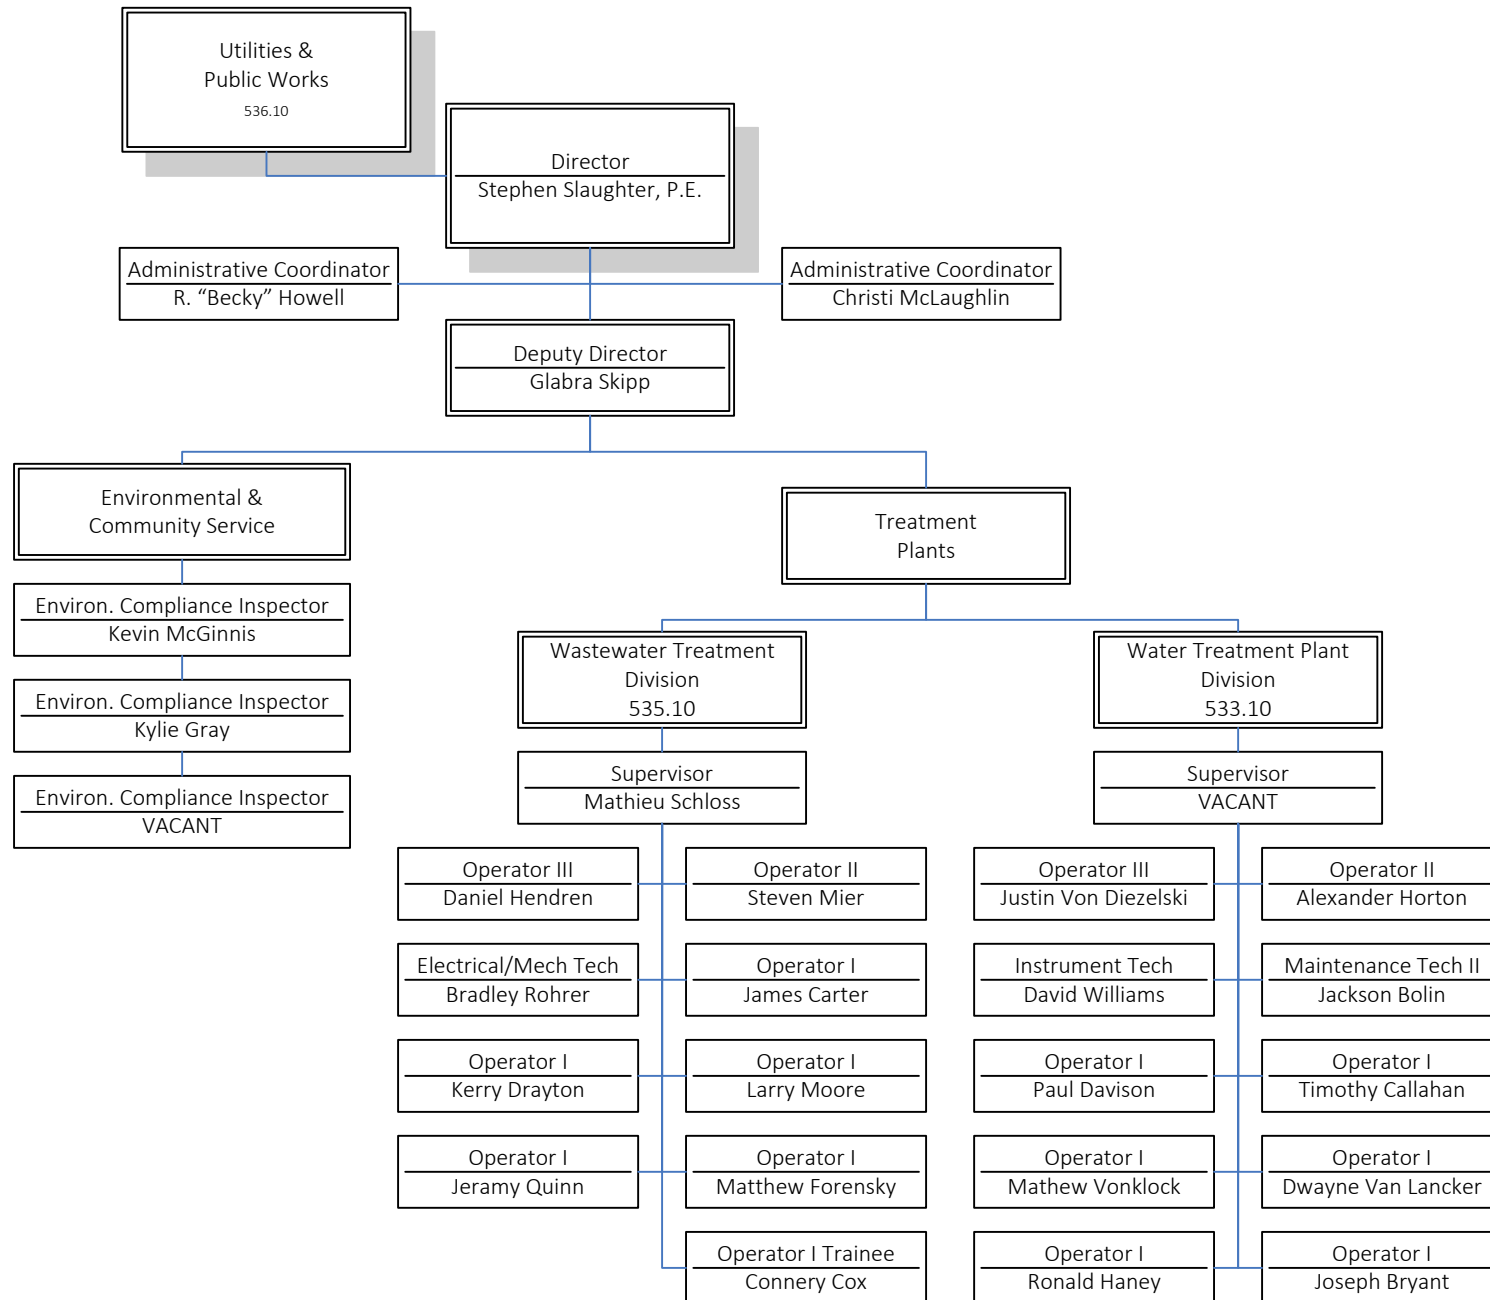 Utilities &
Public Works
536.10
Director
Stephen Slaughter, P.E.
Administrative Coordinator
R. “Becky” Howell
Administrative Coordinator
Christi McLaughlin
Deputy Director
Glabra Skipp
Environmental &
Community Service
Treatment
Plants
Environ. Compliance Inspector
Kevin McGinnis
Environ. Compliance Inspector
Kylie Gray
Environ. Compliance Inspector
VACANT
Wastewater Treatment
Division
535.10
Supervisor
Mathieu Schloss
Operator III
Daniel Hendren
Operator II
Steven Mier
Electrical/Mech Tech
Bradley Rohrer
Operator I
James Carter
Operator I
Kerry Drayton
Operator I
Larry Moore
Operator I
Jeramy Quinn
Operator I
Matthew Forensky
Operator I Trainee
Connery Cox
Water Treatment Plant
Division
533.10
Supervisor
VACANT
Operator III
Justin Von Diezelski
Operator II
Alexander Horton
Instrument Tech
David Williams
Maintenance Tech II
Jackson Bolin
Operator I
Paul Davison
Operator I
Timothy Callahan
Operator I
Mathew Vonklock
Operator I
Dwayne Van Lancker
Operator I
Ronald Haney
Operator I
Joseph Bryant